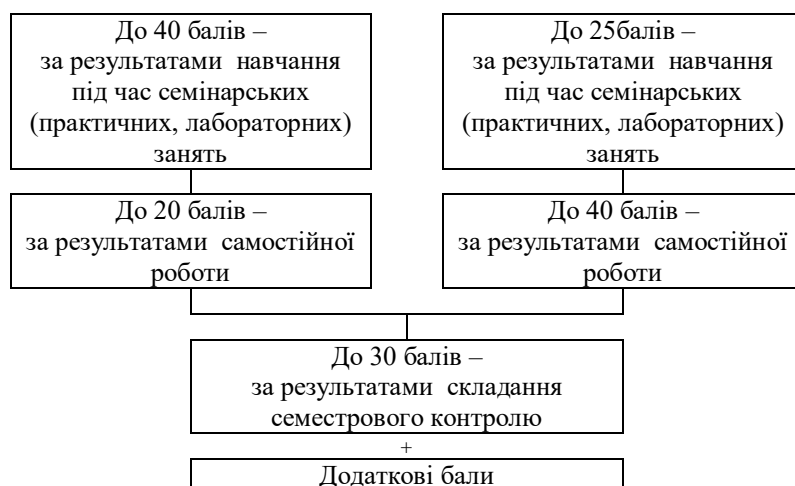 До 40 балів –
за результатами навчання
під час семінарських
(практичних, лабораторних)
занять
До 25балів –
за результатами навчання
під час семінарських
(практичних, лабораторних)
занять
До 20 балів –
за результатами самостійної
роботи
До 40 балів –
за результатами самостійної
роботи
До 30 балів –
за результатами складання
семестрового контролю
+
Додаткові бали